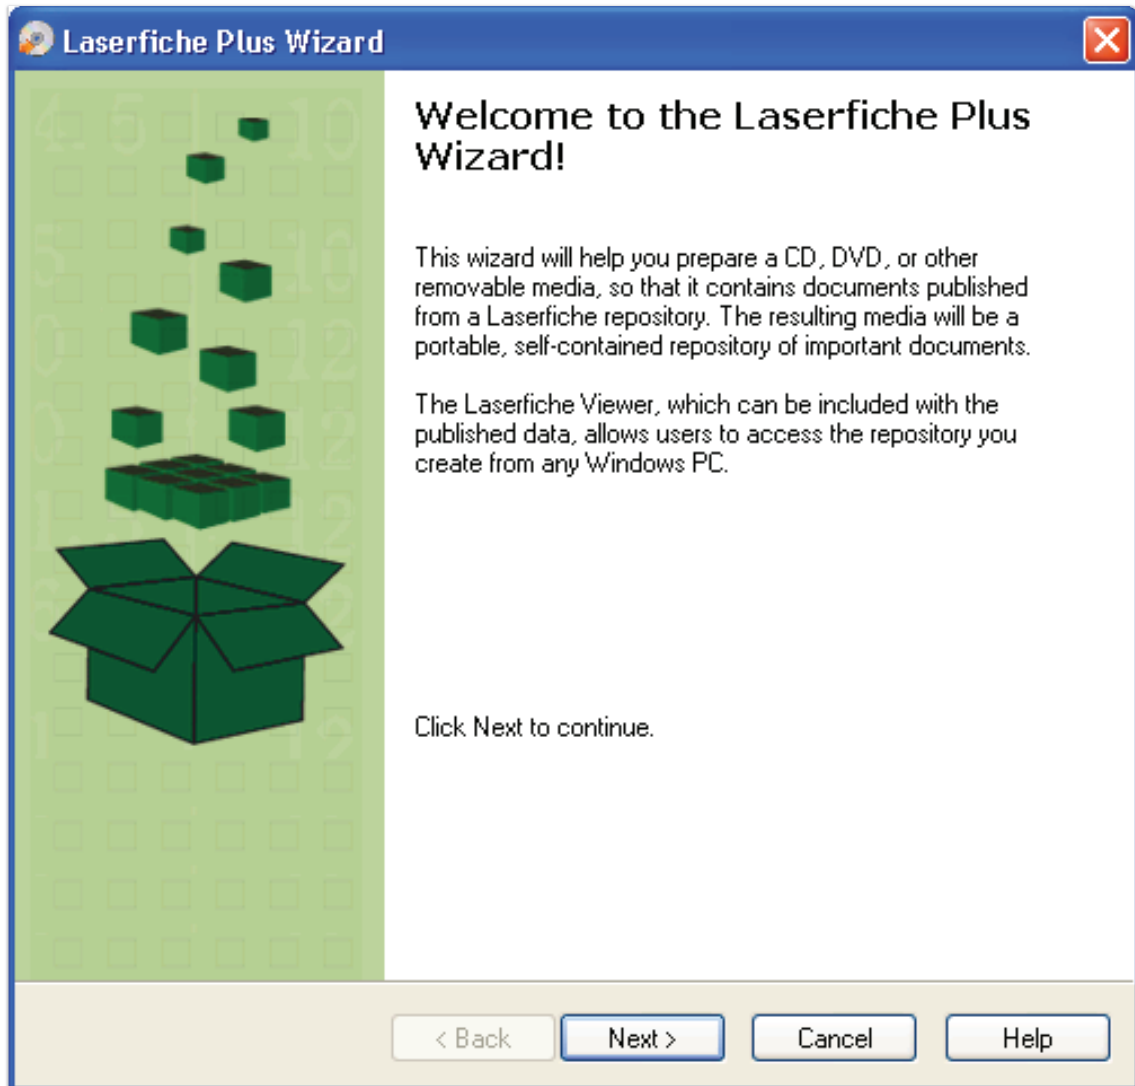 Laserfiche Plus Wizard
Welcome to the Laserfiche Plus
Wizard!
This wizard will help you prepare a CD, DVD, or other
removable media, so that it contains documents published
from a Laserfiche repository. The resulting media will be a
portable, self-contained repository of important documents.
The Laserfiche Viewer, which can be included with the
published data, allows users to access the repository you
create from any Windows PC.
Click Next to continue.
< Back
Next >
Cancel
Help